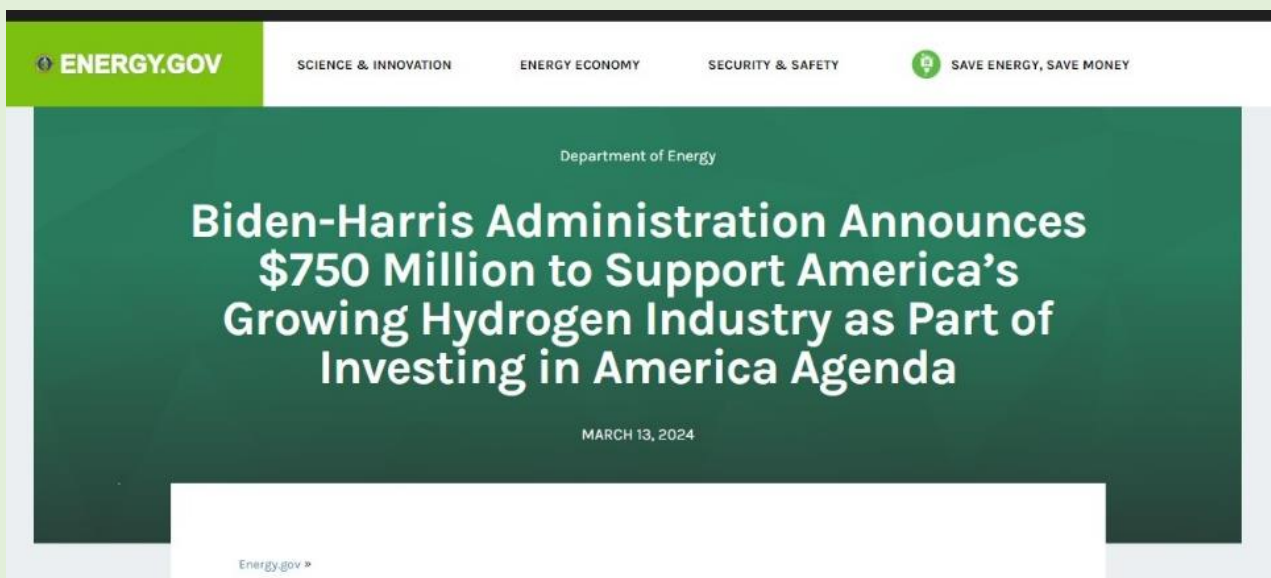 ENERGY.GOV
SCIENCE & INNOVATION
ENERGY ECONOMY
SECURITY & SAFETY
SAVE ENERGY, SAVE MONEY
Department of Energy
Biden-Harris Administration Announces
$750 Million to Support America's
Growing Hydrogen Industry as Part of
Investing in America Agenda
MARCH 13, 2024
Energy.gov »